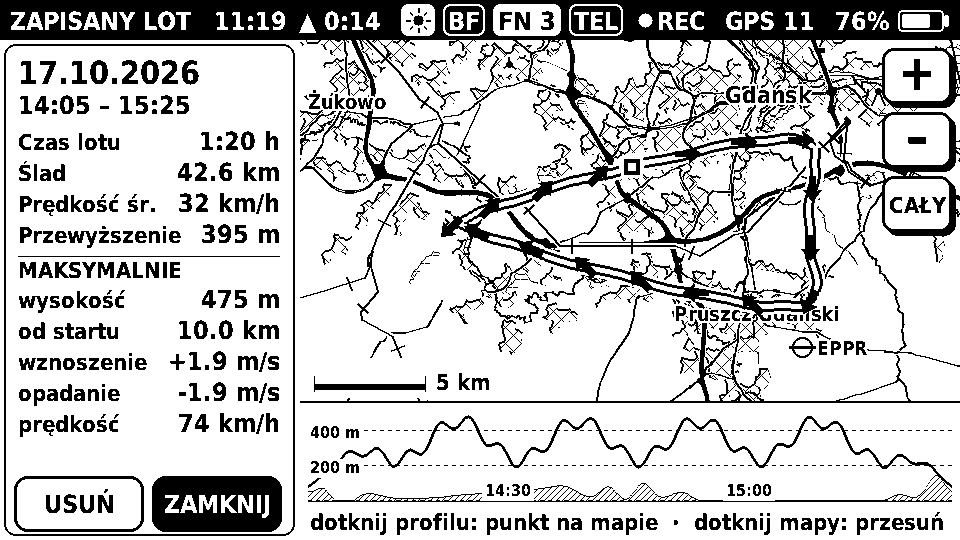 ZAPISANY LOT 11:19 ▲ 0:14 BF FN 3 TEL ●REC GPS 11 76%
17.10.2026
14:05 – 15:25
Czas lotu 1:20 h
Ślad 42.6 km
Prędkość śr. 32 km/h
Przewyższenie 395 m
MAKSYMALNIE
wysokość 475 m
od startu 10.0 km
wznoszenie +1.9 m/s
opadanie -1.9 m/s
prędkość 74 km/h
USUŃ ZAMKNIJ
Żukowo
Gdańsk
Pruszcz Gdański
EPPR
5 km
+
-
CAŁY
400 m
200 m
14:30 15:00
dotknij profilu: punkt na mapie · dotknij mapy: przesuń